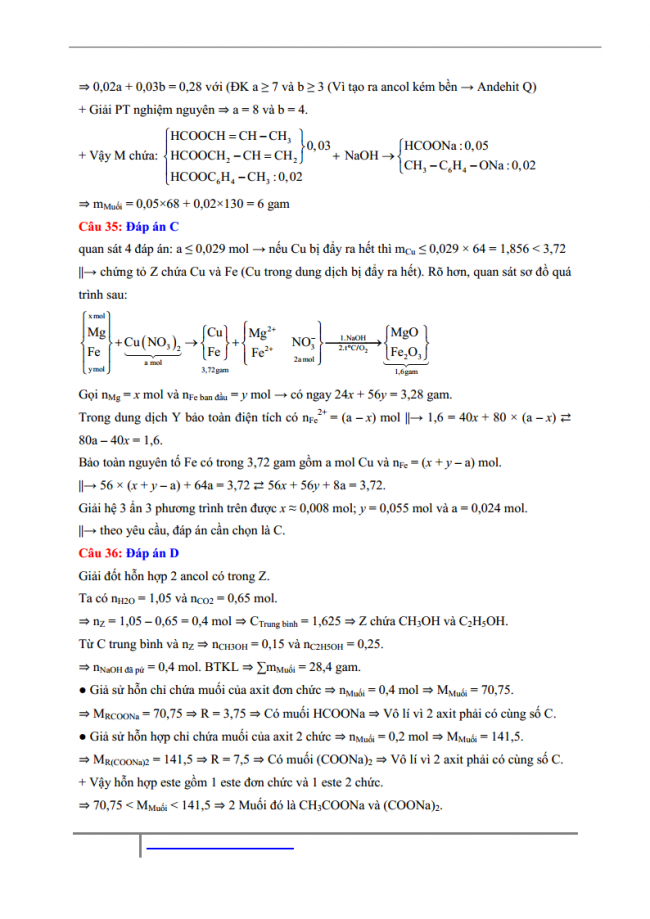 ⇒ 0,02a + 0,03b = 0,28 với (ĐK a ≥ 7 và b ≥ 3 (Vì tạo ra ancol kém bền → Andehit Q)
+ Giải PT nghiệm nguyên ⇒ a = 8 và b = 4.
+ Vậy M chứa: {HCOOCH = CH – CH₃
HCOOCH₂ – CH = CH₂} 0,03
HCOOC₆H₄ – CH₃ : 0,02 + NaOH → {HCOONa : 0,05
CH₃ – C₆H₄ – ONa : 0,02
⇒ mMuối = 0,05×68 + 0,02×130 = 6 gam
Câu 35: Đáp án C
quan sát 4 đáp án: a ≤ 0,029 mol → nếu Cu bị đẩy ra hết thì mCu ≤ 0,029 × 64 = 1,856 < 3,72
||→ chứng tỏ Z chứa Cu và Fe (Cu trong dung dịch bị đẩy ra hết). Rõ hơn, quan sát sơ đồ quá
trình sau:
{x mol Mg Fe y mol} + Cu(NO₃)₂ a mol → {Cu Fe} 3,72gam + {Mg²⁺ Fe²⁺ NO₃⁻ 2a mol} 1.NaOH 2.t°C/O₂ → {MgO Fe₂O₃} 1,6gam
Gọi nMg = x mol và nFe ban đầu = y mol → có ngay 24x + 56y = 3,28 gam.
Trong dung dịch Y bảo toàn điện tích có nFe²⁺ = (a – x) mol ||→ 1,6 = 40x + 80 × (a – x) ⇄
80a – 40x = 1,6.
Bảo toàn nguyên tố Fe có trong 3,72 gam gồm a mol Cu và nFe = (x + y – a) mol.
||→ 56 × (x + y – a) + 64a = 3,72 ⇄ 56x + 56y + 8a = 3,72.
Giải hệ 3 ẩn 3 phương trình trên được x ≈ 0,008 mol; y = 0,055 mol và a = 0,024 mol.
||→ theo yêu cầu, đáp án cần chọn là C.
Câu 36: Đáp án D
Giải đốt hỗn hợp 2 ancol có trong Z.
Ta có nH2O = 1,05 và nCO2 = 0,65 mol.
⇒ nZ = 1,05 – 0,65 = 0,4 mol ⇒ CTrung bình = 1,625 ⇒ Z chứa CH₃OH và C₂H₅OH.
Từ C trung bình và nZ ⇒ nCH3OH = 0,15 và nC2H5OH = 0,25.
⇒ nNaOH đã pứ = 0,4 mol. BTKL ⇒ ∑mMuối = 28,4 gam.
● Giả sử hỗn chỉ chứa muối của axit đơn chức ⇒ nMuối = 0,4 mol ⇒ MMuối = 70,75.
⇒ MRCOONa = 70,75 ⇒ R = 3,75 ⇒ Có muối HCOONa ⇒ Vô lí vì 2 axit phải có cùng số C.
● Giả sử hỗn hợp chỉ chứa muối của axit 2 chức ⇒ nMuối = 0,2 mol ⇒ MMuối = 141,5.
⇒ MR(COONa)2 = 141,5 ⇒ R = 7,5 ⇒ Có muối (COONa)₂ ⇒ Vô lí vì 2 axit phải có cùng số C.
+ Vậy hỗn hợp este gồm 1 este đơn chức và 1 este 2 chức.
⇒ 70,75 < MMuối < 141,5 ⇒ 2 Muối đó là CH₃COONa và (COONa)₂.